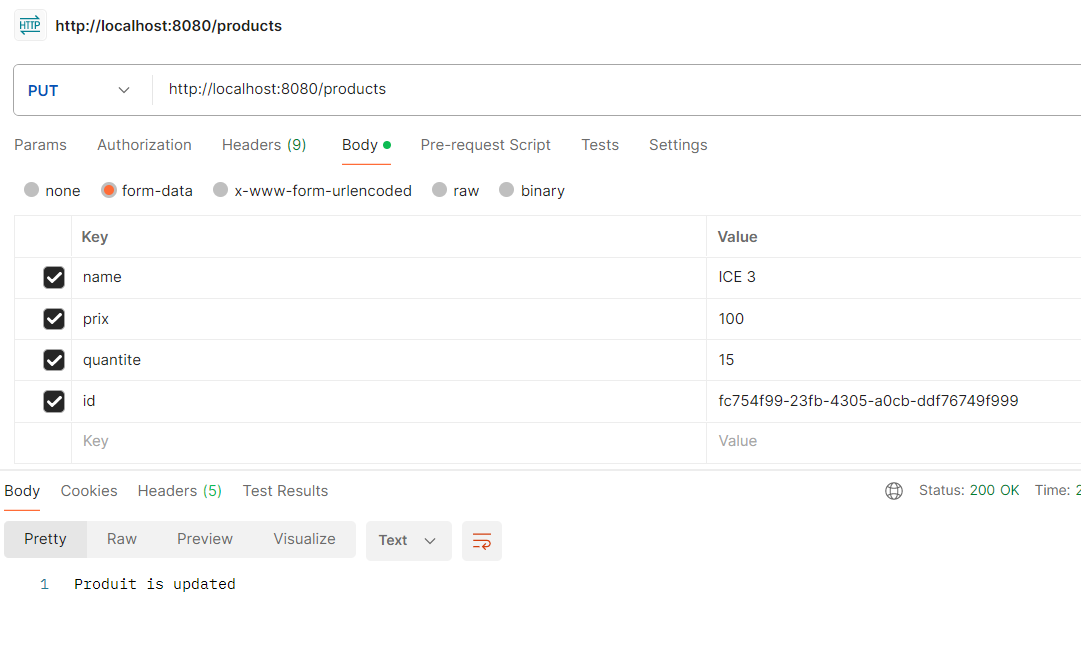 HTTP http://localhost:8080/products
PUT http://localhost:8080/products
Params Authorization Headers (9) Body Pre-request Script Tests Settings
none form-data x-www-form-urlencoded raw binary
Key Value
name ICE 3
prix 100
quantite 15
id fc754f99-23fb-4305-a0cb-ddf76749f999
Key Value
Body Cookies Headers (5) Test Results Status: 200 OK Time: 2
Pretty Raw Preview Visualize Text
1 Produit is updated